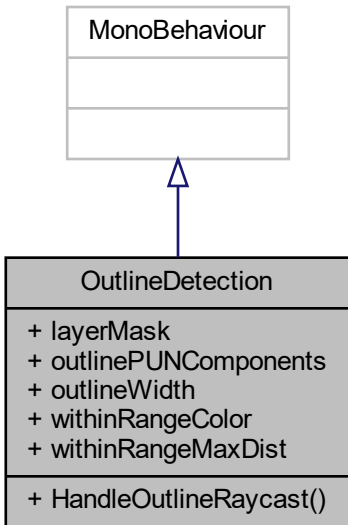 MonoBehaviour
OutlineDetection
+ layerMask
+ outlinePUNComponents
+ outlineWidth
+ withinRangeColor
+ withinRangeMaxDist
+ HandleOutlineRaycast()